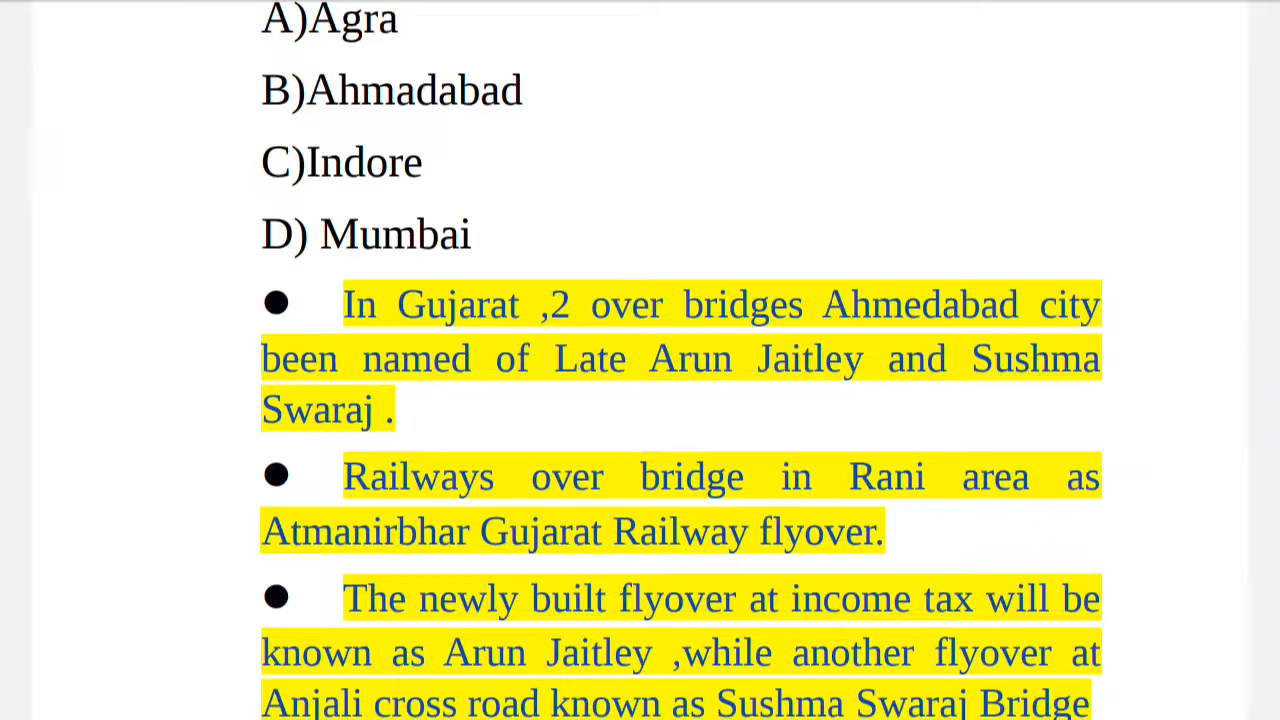 A)Agra
B)Ahmadabad
C)Indore
D) Mumbai
● In Gujarat ,2 over bridges Ahmedabad city
been named of Late Arun Jaitley and Sushma
Swaraj .
● Railways over bridge in Rani area as
Atmanirbhar Gujarat Railway flyover.
● The newly built flyover at income tax will be
known as Arun Jaitley ,while another flyover at
Anjali cross road known as Sushma Swaraj Bridge